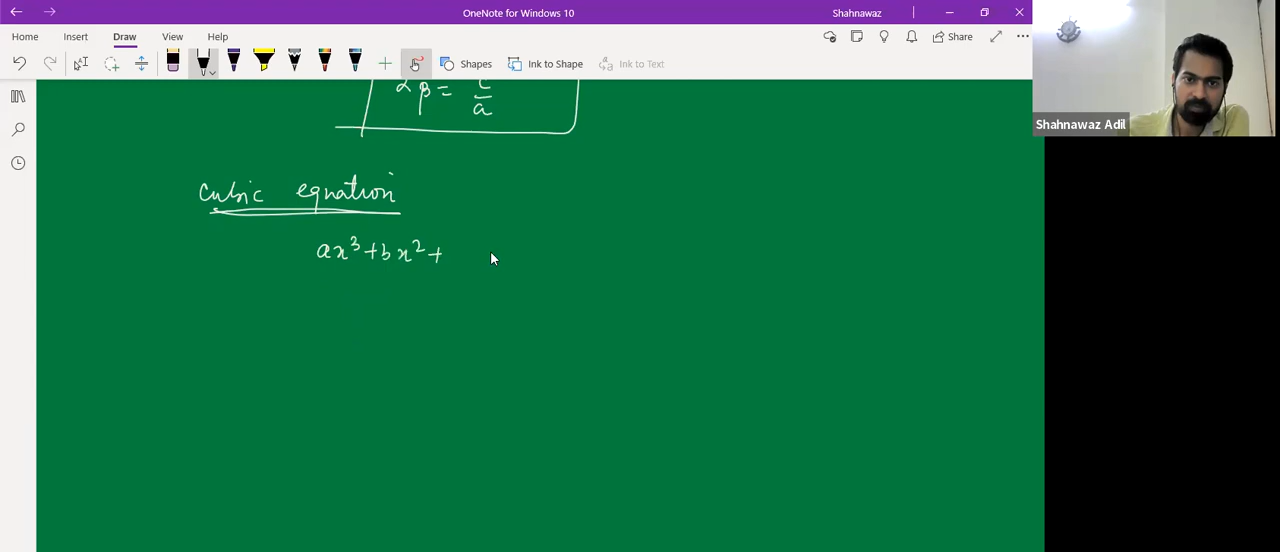 OneNote for Windows 10
Shahnawaz
Home Insert Draw View Help
Share
Shapes Ink to Shape Ink to Text
α β = c/a
Shahnawaz Adil
Cubic equation
ax³+bx²+